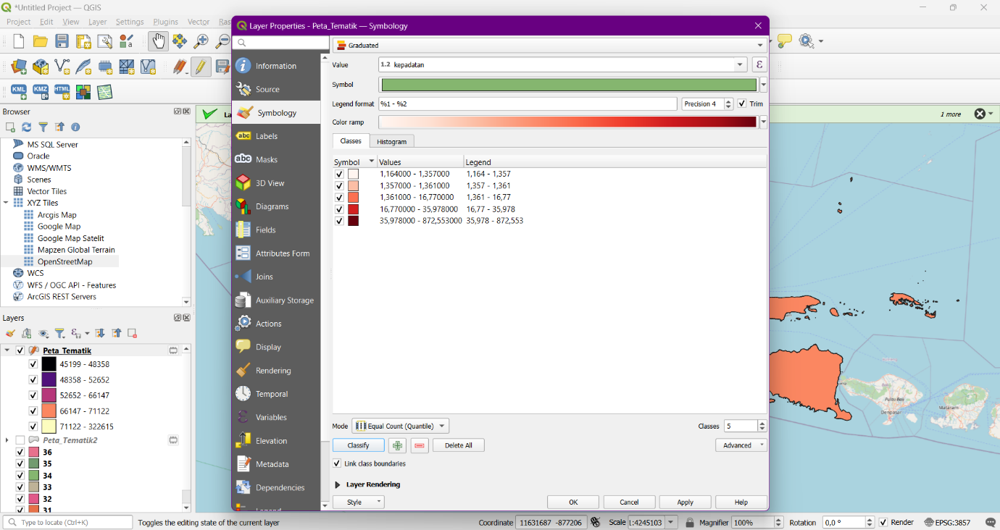 *Untitled Project — QGIS
Project Edit View Layer Settings Plugins Vector Ras
Layer Properties - Peta_Tematik — Symbology
KML KMZ HTML
Browser
MS SQL Server
Oracle
WMS/WMTS
Scenes
Vector Tiles
XYZ Tiles
Arcgis Map
Google Map
Google Map Satelit
Mapzen Global Terrain
OpenStreetMap
WCS
WFS / OGC API - Features
ArcGIS REST Servers
La
Layers
Peta_Tematik
45199 - 48358
48358 - 52652
52652 - 66147
66147 - 71122
71122 - 322615
Peta_Tematik2
36
35
34
33
32
31
Information
Source
Symbology
abc Labels
abc Masks
3D View
Diagrams
Fields
Attributes Form
Joins
Auxiliary Storage
Actions
Display
Rendering
Temporal
Variables
Elevation
Metadata
Dependencies
Legend
Graduated
Value 1.2 kepadatan ε
Symbol
Legend format %1 - %2 Precision 4 Trim
Color ramp
Classes Histogram
Symbol Values Legend
1,164000 - 1,357000 1,164 - 1,357
1,357000 - 1,361000 1,357 - 1,361
1,361000 - 16,770000 1,361 - 16,77
16,770000 - 35,978000 16,77 - 35,978
35,978000 - 872,553000 35,978 - 872,553
Mode Equal Count (Quantile) Classes 5
Classify Delete All Advanced
Link class boundaries
Layer Rendering
Style OK Cancel Apply Help
1 more
Pulau Bali
Denpasar
Mataram
Type to locate (Ctrl+K) Toggles the editing state of the current layer Coordinate 11631687 -877206 Scale 1:4245103 Magnifier 100% Rotation 0,0 ° Render EPSG:3857